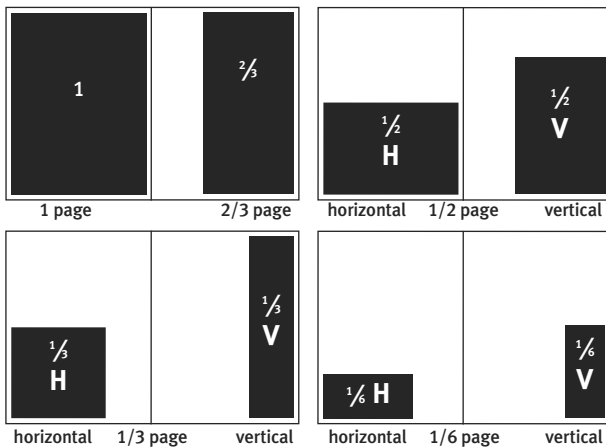 1
⅔
1 page 2/3 page
½
H
½
V
horizontal 1/2 page vertical
⅓
H
⅓
V
horizontal 1/3 page vertical
⅙ H
⅙
V
horizontal 1/6 page vertical